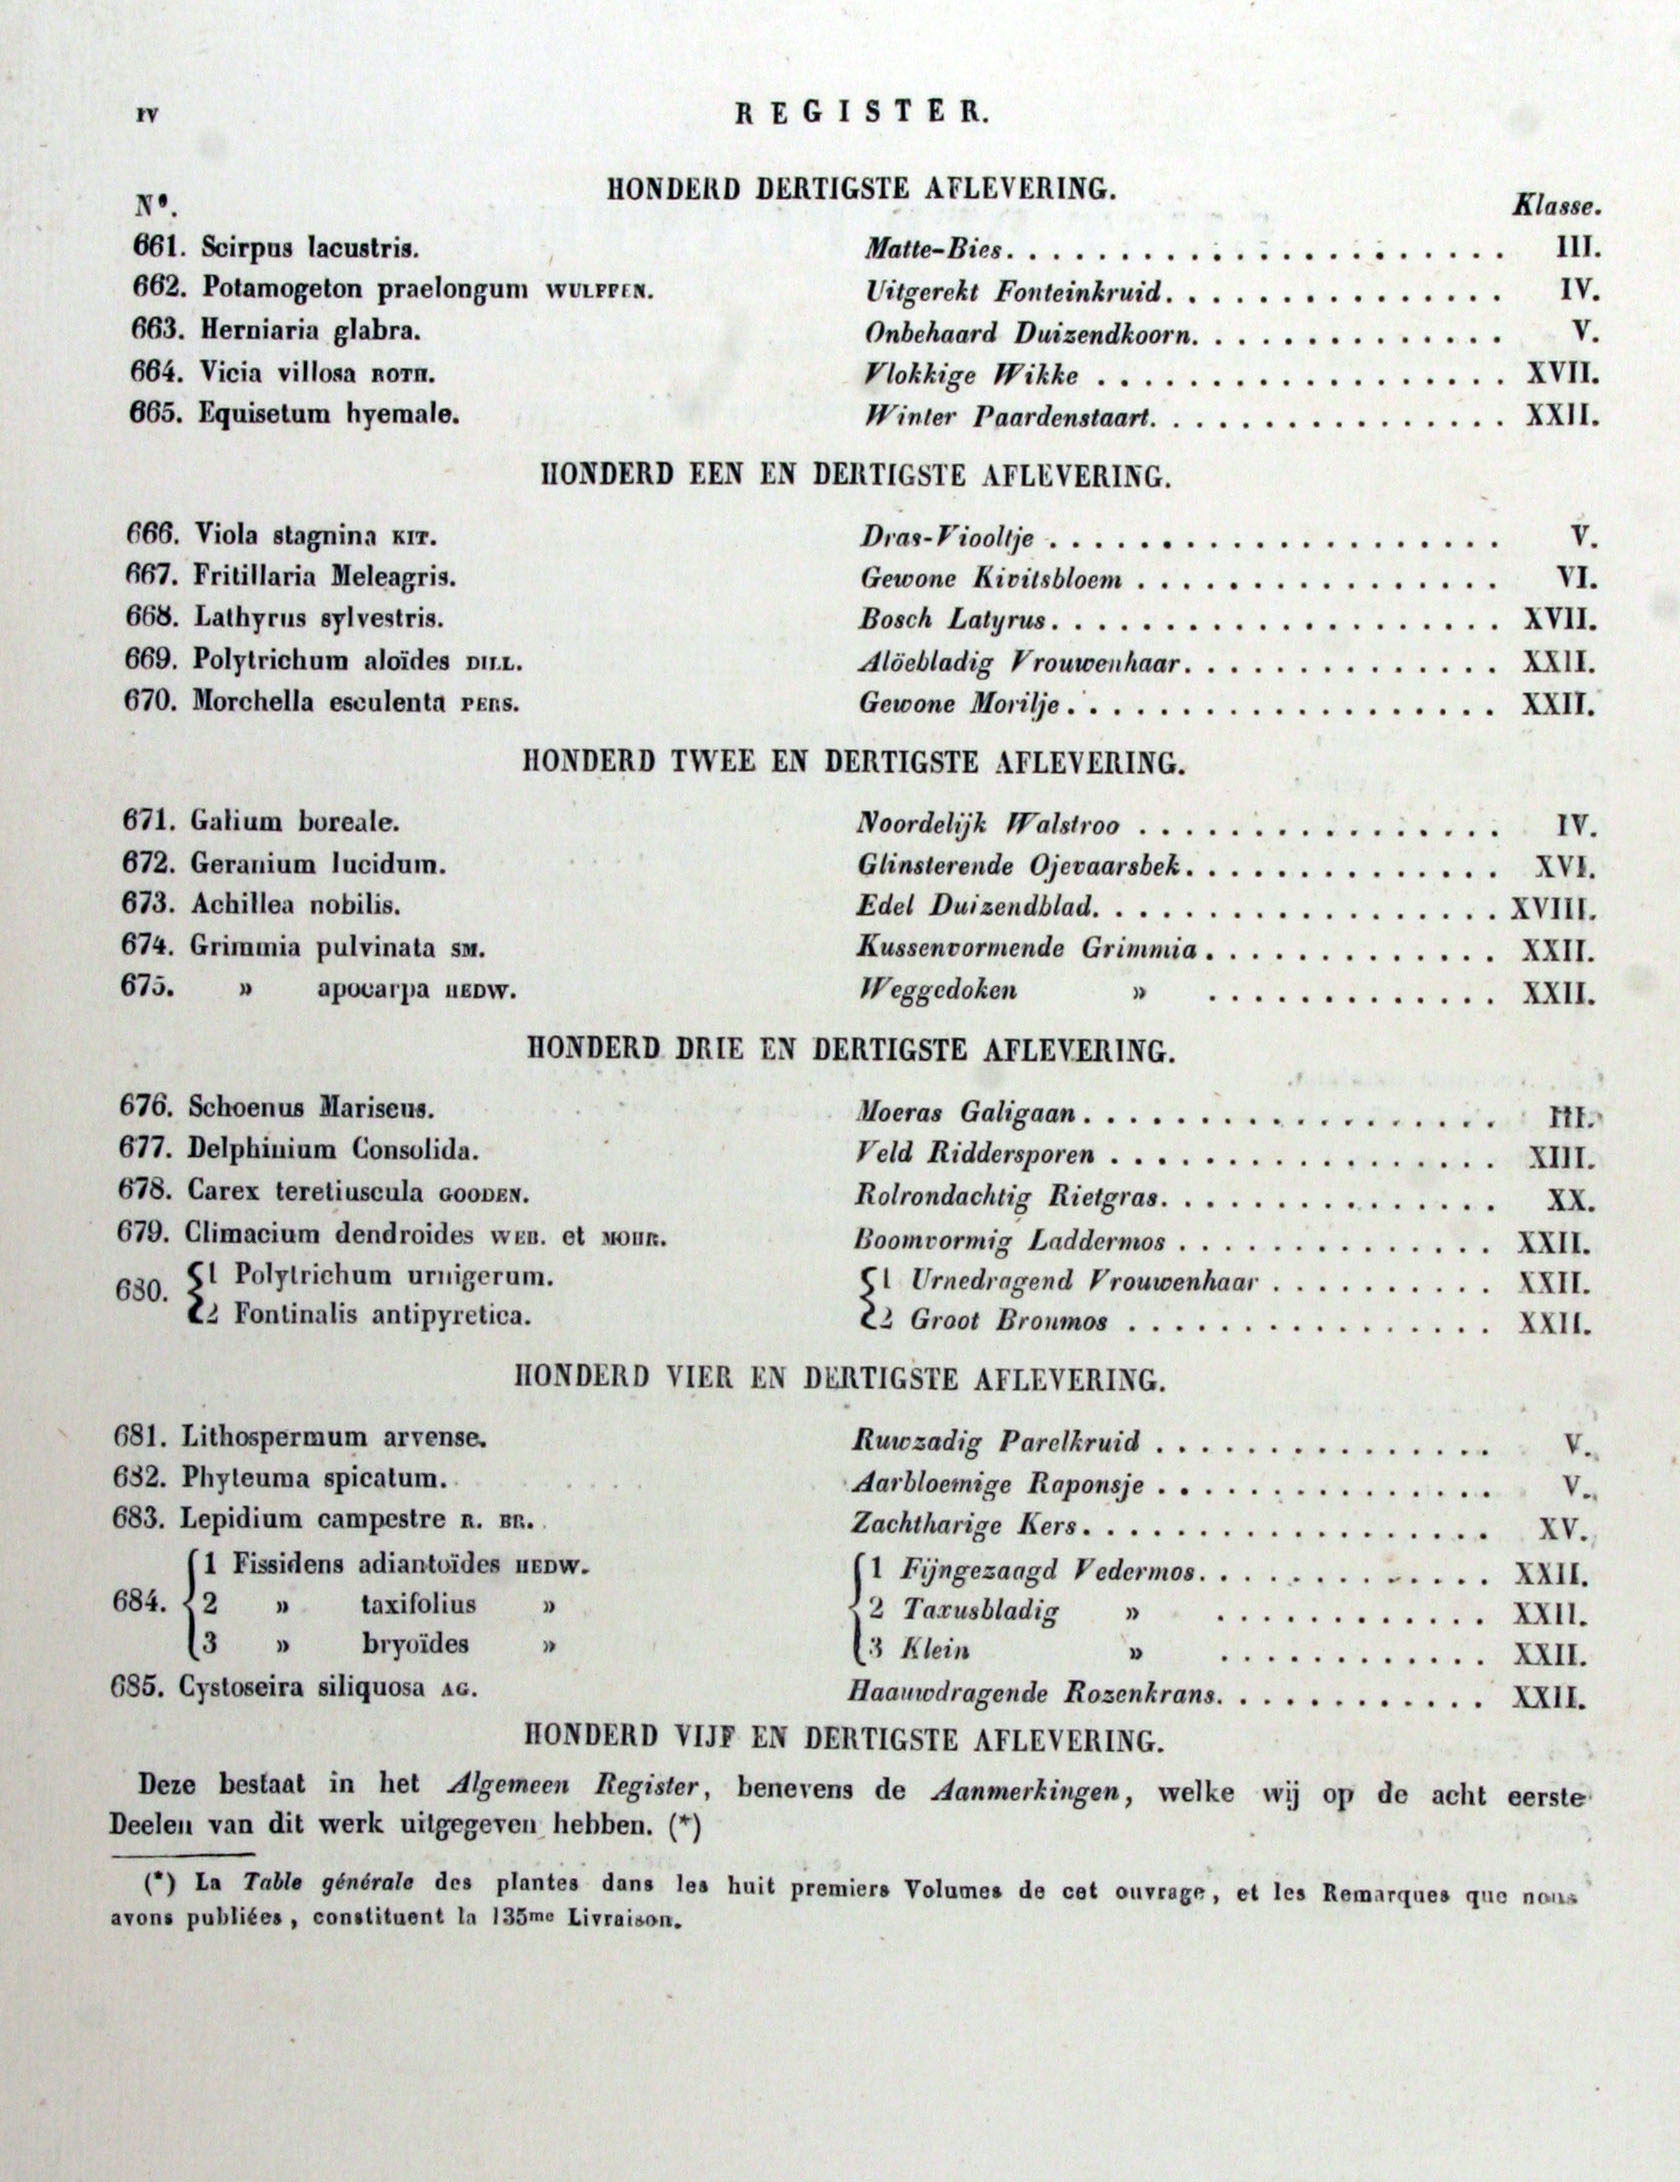 IV REGISTER.
HONDERD DERTIGSTE AFLEVERING.
N°. Klasse.
661. Scirpus lacustris. Matte-Bies. . . . . . . . . . . . . . . . . . . . . . III.
662. Potamogeton praelongum WULFFEN. Uitgerekt Fonteinkruid. . . . . . . . . . . . . . . IV.
663. Herniaria glabra. Onbehaard Duizendkoorn. . . . . . . . . . . . . . V.
664. Vicia villosa ROTH. Vlokkige Wikke . . . . . . . . . . . . . . . . . . XVII.
665. Equisetum hyemale. Winter Paardenstaart. . . . . . . . . . . . . . . . XXII.
HONDERD EEN EN DERTIGSTE AFLEVERING.
666. Viola stagnina KIT. Dras-Viooltje . . . . . . . . . . . . . . . . . . . . V.
667. Fritillaria Meleagris. Gewone Kivitsbloem . . . . . . . . . . . . . . . . VI.
668. Lathyrus sylvestris. Bosch Latyrus. . . . . . . . . . . . . . . . . . . . XVII.
669. Polytrichum aloïdes DILL. Alöebladig Vrouwenhaar. . . . . . . . . . . . . . XXII.
670. Morchella esculenta PERS. Gewone Morilje . . . . . . . . . . . . . . . . . . . XXII.
HONDERD TWEE EN DERTIGSTE AFLEVERING.
671. Galium boreale. Noordelijk Walstroo . . . . . . . . . . . . . . . . IV.
672. Geranium lucidum. Glinsterende Ojevaarsbek. . . . . . . . . . . . . . XVI.
673. Achillea nobilis. Edel Duizendblad. . . . . . . . . . . . . . . . . . XVIII.
674. Grimmia pulvinata SM. Kussenvormende Grimmia . . . . . . . . . . . . . XXII.
675. » apocarpa HEDW. Weggedoken » . . . . . . . . . . . . . XXII.
HONDERD DRIE EN DERTIGSTE AFLEVERING.
676. Schoenus Mariscus. Moeras Galigaan. . . . . . . . . . . . . . . . . . . III.
677. Delphinium Consolida. Veld Riddersporen . . . . . . . . . . . . . . . . . XIII.
678. Carex teretiuscula GOODEN. Rolrondachtig Rietgras. . . . . . . . . . . . . . . XX.
679. Climacium dendroides WEB. et MOHR. Boomvormig Laddermos . . . . . . . . . . . . . . XXII.
680. {1 Polytrichum urnigerum. {1 Urnedragend Vrouwenhaar . . . . . . . . . . XXII.
{2 Fontinalis antipyretica. {2 Groot Bronmos . . . . . . . . . . . . . . . . XXII.
HONDERD VIER EN DERTIGSTE AFLEVERING.
681. Lithospermum arvense. Ruwzadig Parelkruid . . . . . . . . . . . . . . . V.
682. Phyteuma spicatum. Aarbloemige Raponsje . . . . . . . . . . . . . . . V.
683. Lepidium campestre R. BR. Zachtharige Kers. . . . . . . . . . . . . . . . . . XV.
{1 Fissidens adiantoïdes HEDW. {1 Fijngezaagd Vedermos. . . . . . . . . . . . . XXII.
684. {2 » taxifolius » {2 Taxusbladig » . . . . . . . . . . . . XXII.
{3 » bryoïdes » {3 Klein » . . . . . . . . . . . . XXII.
685. Cystoseira siliquosa AG. Haauwdragende Rozenkrans. . . . . . . . . . . . XXII.
HONDERD VIJF EN DERTIGSTE AFLEVERING.
Deze bestaat in het Algemeen Register, benevens de Aanmerkingen, welke wij op de acht eerste
Deelen van dit werk uitgegeven hebben. (*)
(*) La Table générale des plantes dans les huit premiers Volumes de cet ouvrage, et les Remarques que nous
avons publiées, constituent la 135me Livraison.